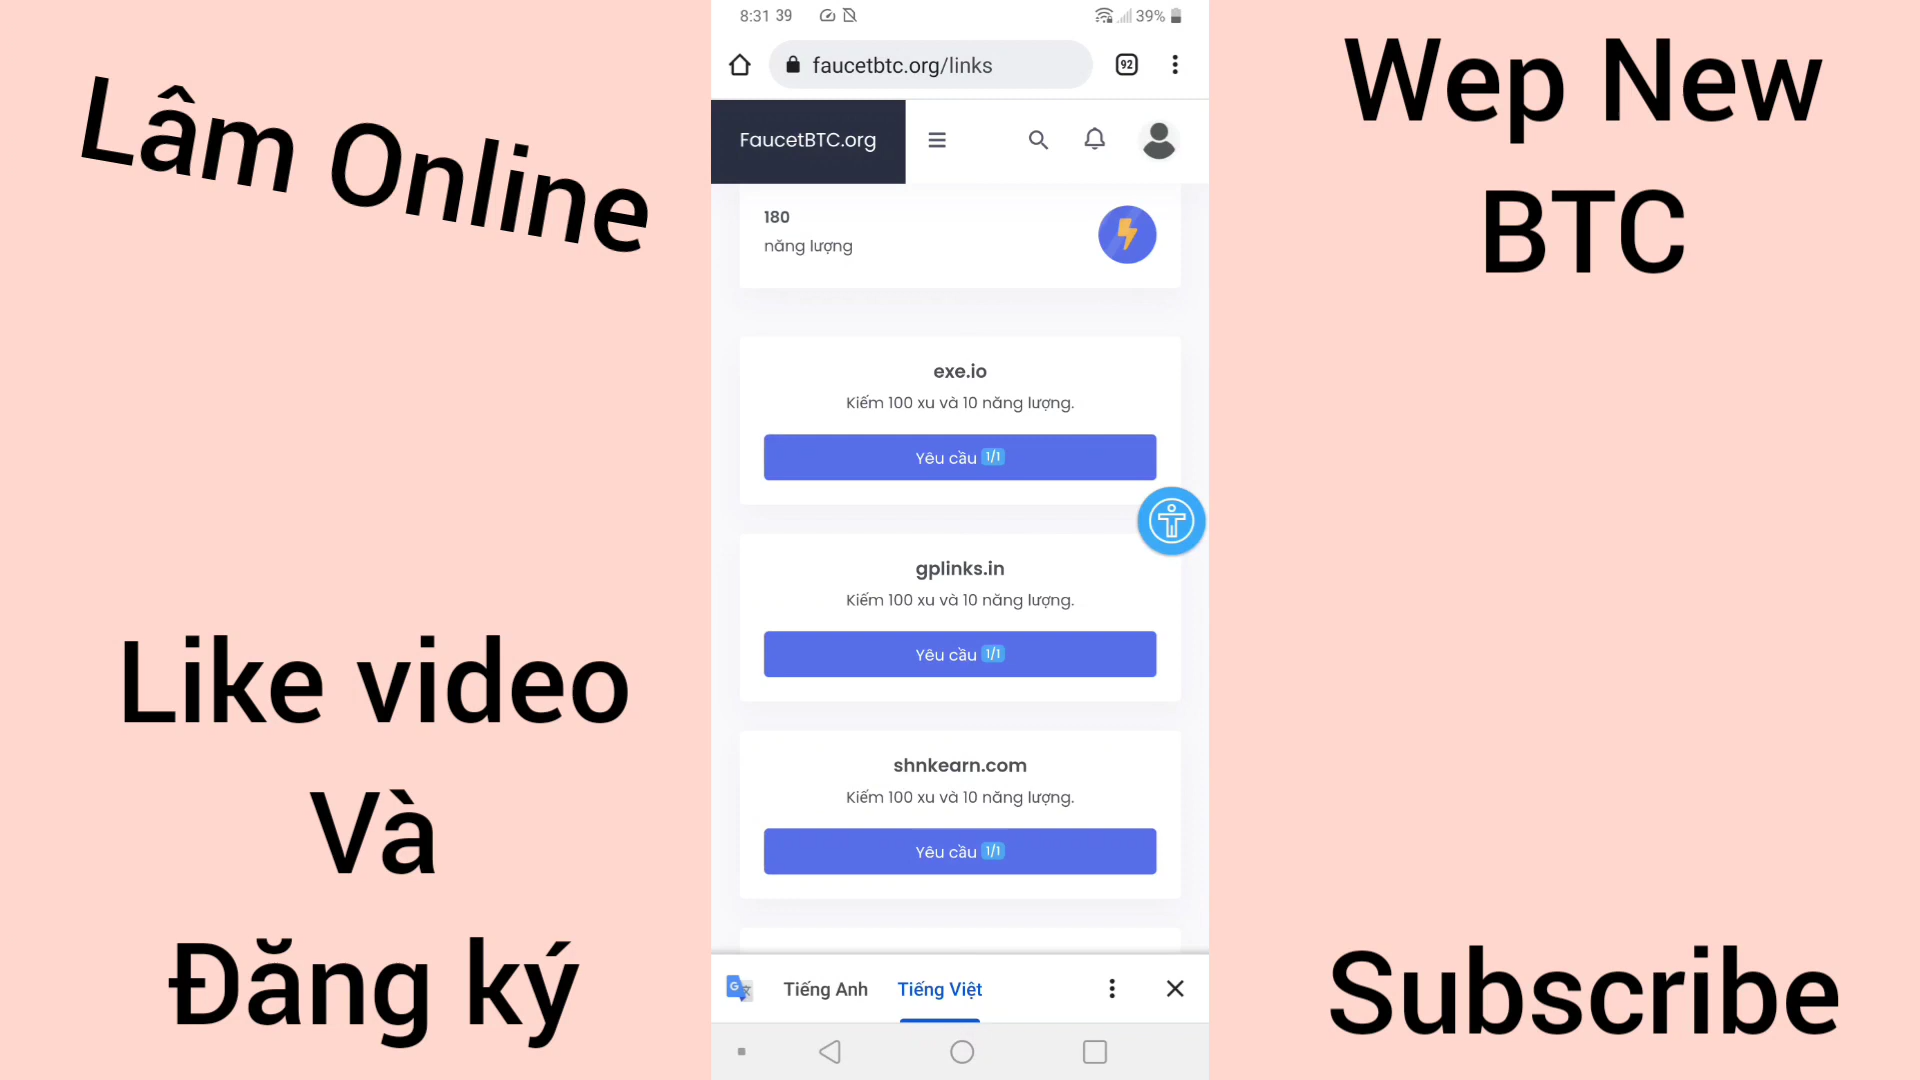 Lâm Online
Like video
Và
Đăng ký
8:31 39
39%
faucetbtc.org/links
92
FaucetBTC.org
180
năng lượng
exe.io
Kiếm 100 xu và 10 năng lượng.
Yêu cầu 1/1
gplinks.in
Kiếm 100 xu và 10 năng lượng.
Yêu cầu 1/1
shnkearn.com
Kiếm 100 xu và 10 năng lượng.
Yêu cầu 1/1
Tiếng Anh Tiếng Việt
Wep New
BTC
Subscribe